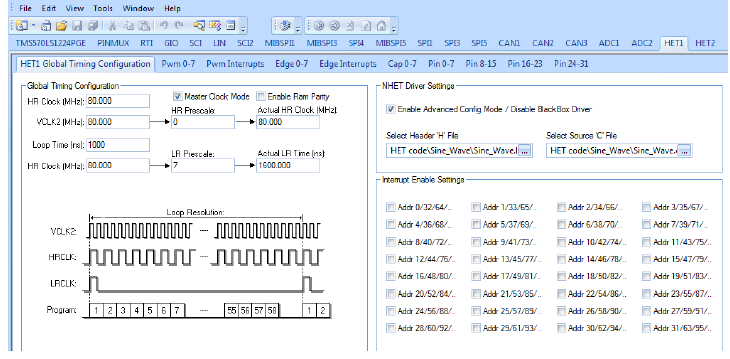 File Edit View Tools Window Help
TMS570LS1224PGE PINMUX RTI GIO SCI LIN SCI2 MIBSPI1 MIBSPI3 SPI4 MIBSPI5 SPI1 SPI3 SPI5 CAN1 CAN2 CAN3 ADC1 ADC2 HET1 HET2
HET1 Global Timing Configuration Pwm 0-7 Pwm Interrupts Edge 0-7 Edge Interrupts Cap 0-7 Pin 0-7 Pin 8-15 Pin 16-23 Pin 24-31
Global Timing Configuration
HR Clock (MHz): 80.000
Master Clock Mode Enable Ram Parity
HR Prescale: Actual HR Clock (MHz):
VCLK2 (MHz): 80.000 0 80.000
Loop Time (ns): 1000
LR Prescale: Actual LR Time (ns):
HR Clock (MHz): 80.000 7 1600.000
Loop Resolution:
VCLK2:
HRCLK:
LRCLK:
Program: 1 2 3 4 5 6 7 ---- 55 56 57 58 1 2
NHET Driver Settings
Enable Advanced Config Mode / Disable BlackBox Driver
Select Header 'H' File Select Source 'C' File
HET code\Sine_Wave\Sine_Wave.l ... HET code\Sine_Wave\Sine_Wave.c ...
Interrupt Enable Settings
Addr 0/32/64/.. Addr 1/33/65/.. Addr 2/34/66/.. Addr 3/35/67/..
Addr 4/36/68/.. Addr 5/37/69/.. Addr 6/38/70/.. Addr 7/39/71/..
Addr 8/40/72/.. Addr 9/41/73/.. Addr 10/42/74/.. Addr 11/43/75/..
Addr 12/44/76/.. Addr 13/45/77/.. Addr 14/46/78/.. Addr 15/47/79/..
Addr 16/48/80/.. Addr 17/49/81/.. Addr 18/50/82/.. Addr 19/51/83/..
Addr 20/52/84/.. Addr 21/53/85/.. Addr 22/54/86/.. Addr 23/55/87/..
Addr 24/56/88/.. Addr 25/57/89/.. Addr 26/58/90/.. Addr 27/59/91/..
Addr 28/60/92/.. Addr 29/61/93/.. Addr 30/62/94/.. Addr 31/63/95/..